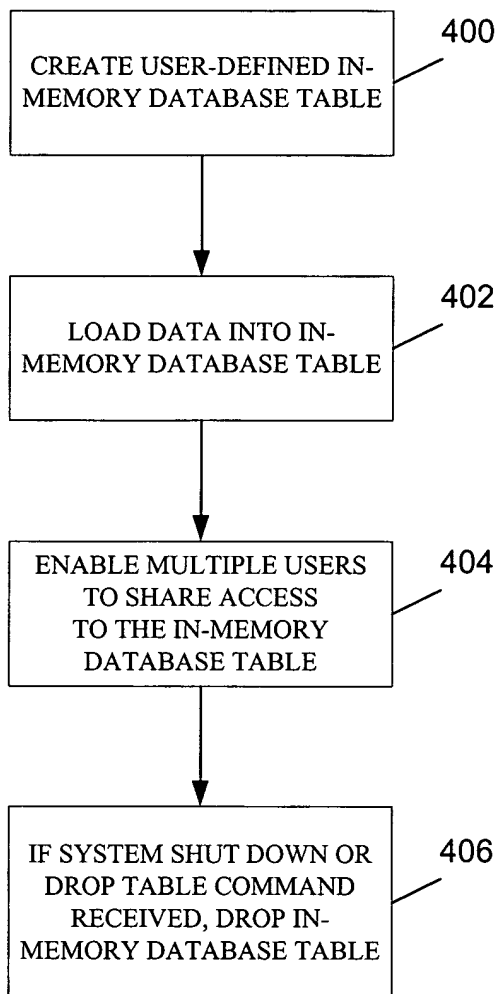 400
CREATE USER-DEFINED IN-
MEMORY DATABASE TABLE
402
LOAD DATA INTO IN-
MEMORY DATABASE TABLE
404
ENABLE MULTIPLE USERS
TO SHARE ACCESS
TO THE IN-MEMORY
DATABASE TABLE
406
IF SYSTEM SHUT DOWN OR
DROP TABLE COMMAND
RECEIVED, DROP IN-
MEMORY DATABASE TABLE